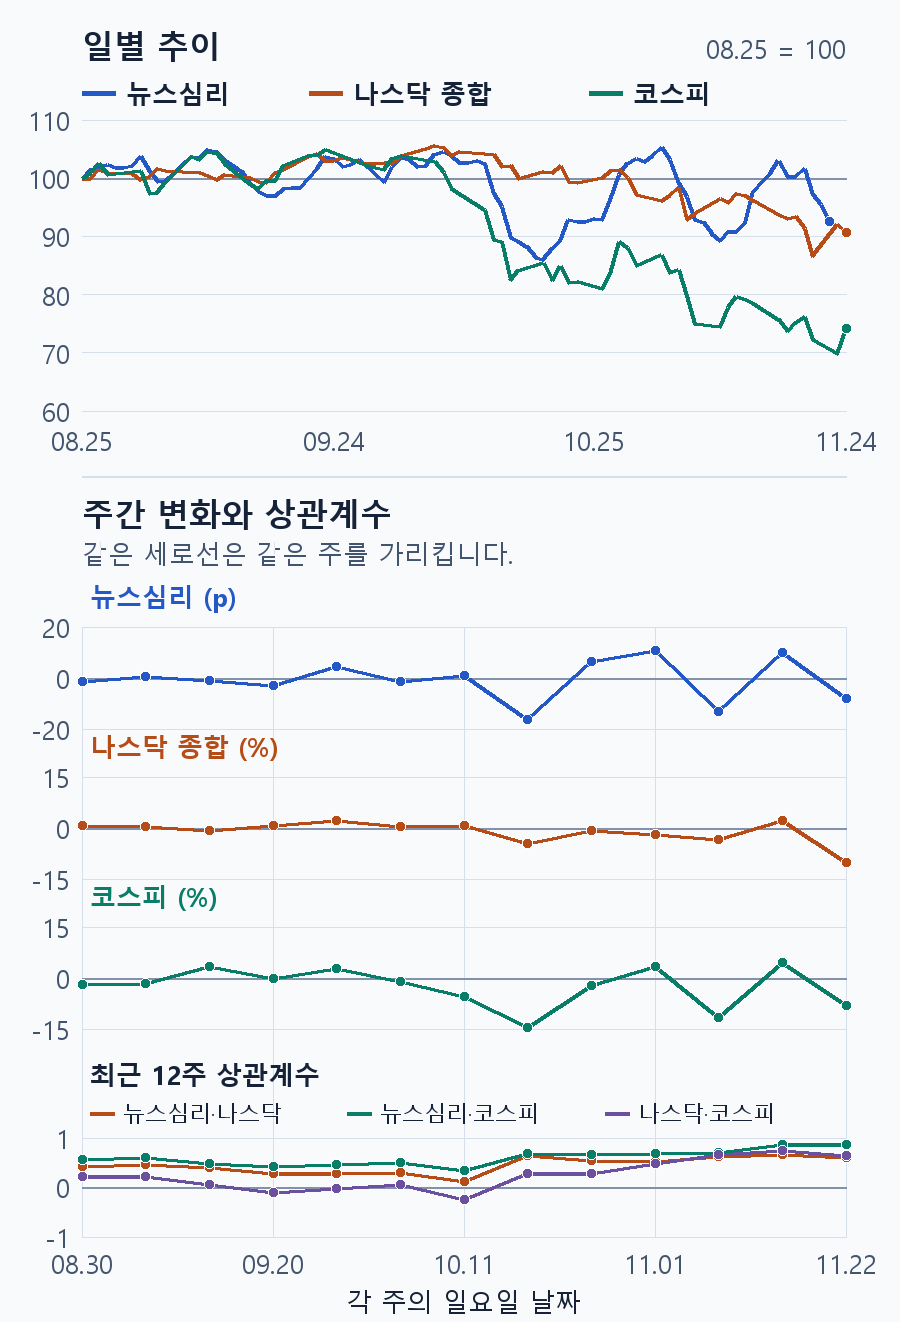 일별 추이
08.25 = 100
뉴스심리 나스닥 종합 코스피
110
100
90
80
70
60
08.25 09.24 10.25 11.24
주간 변화와 상관계수
같은 세로선은 같은 주를 가리킵니다.
뉴스심리 (p)
20
0
-20
나스닥 종합 (%)
15
0
-15
코스피 (%)
15
0
-15
최근 12주 상관계수
뉴스심리·나스닥 뉴스심리·코스피 나스닥·코스피
1
0
-1
08.30 09.20 10.11 11.01 11.22
각 주의 일요일 날짜